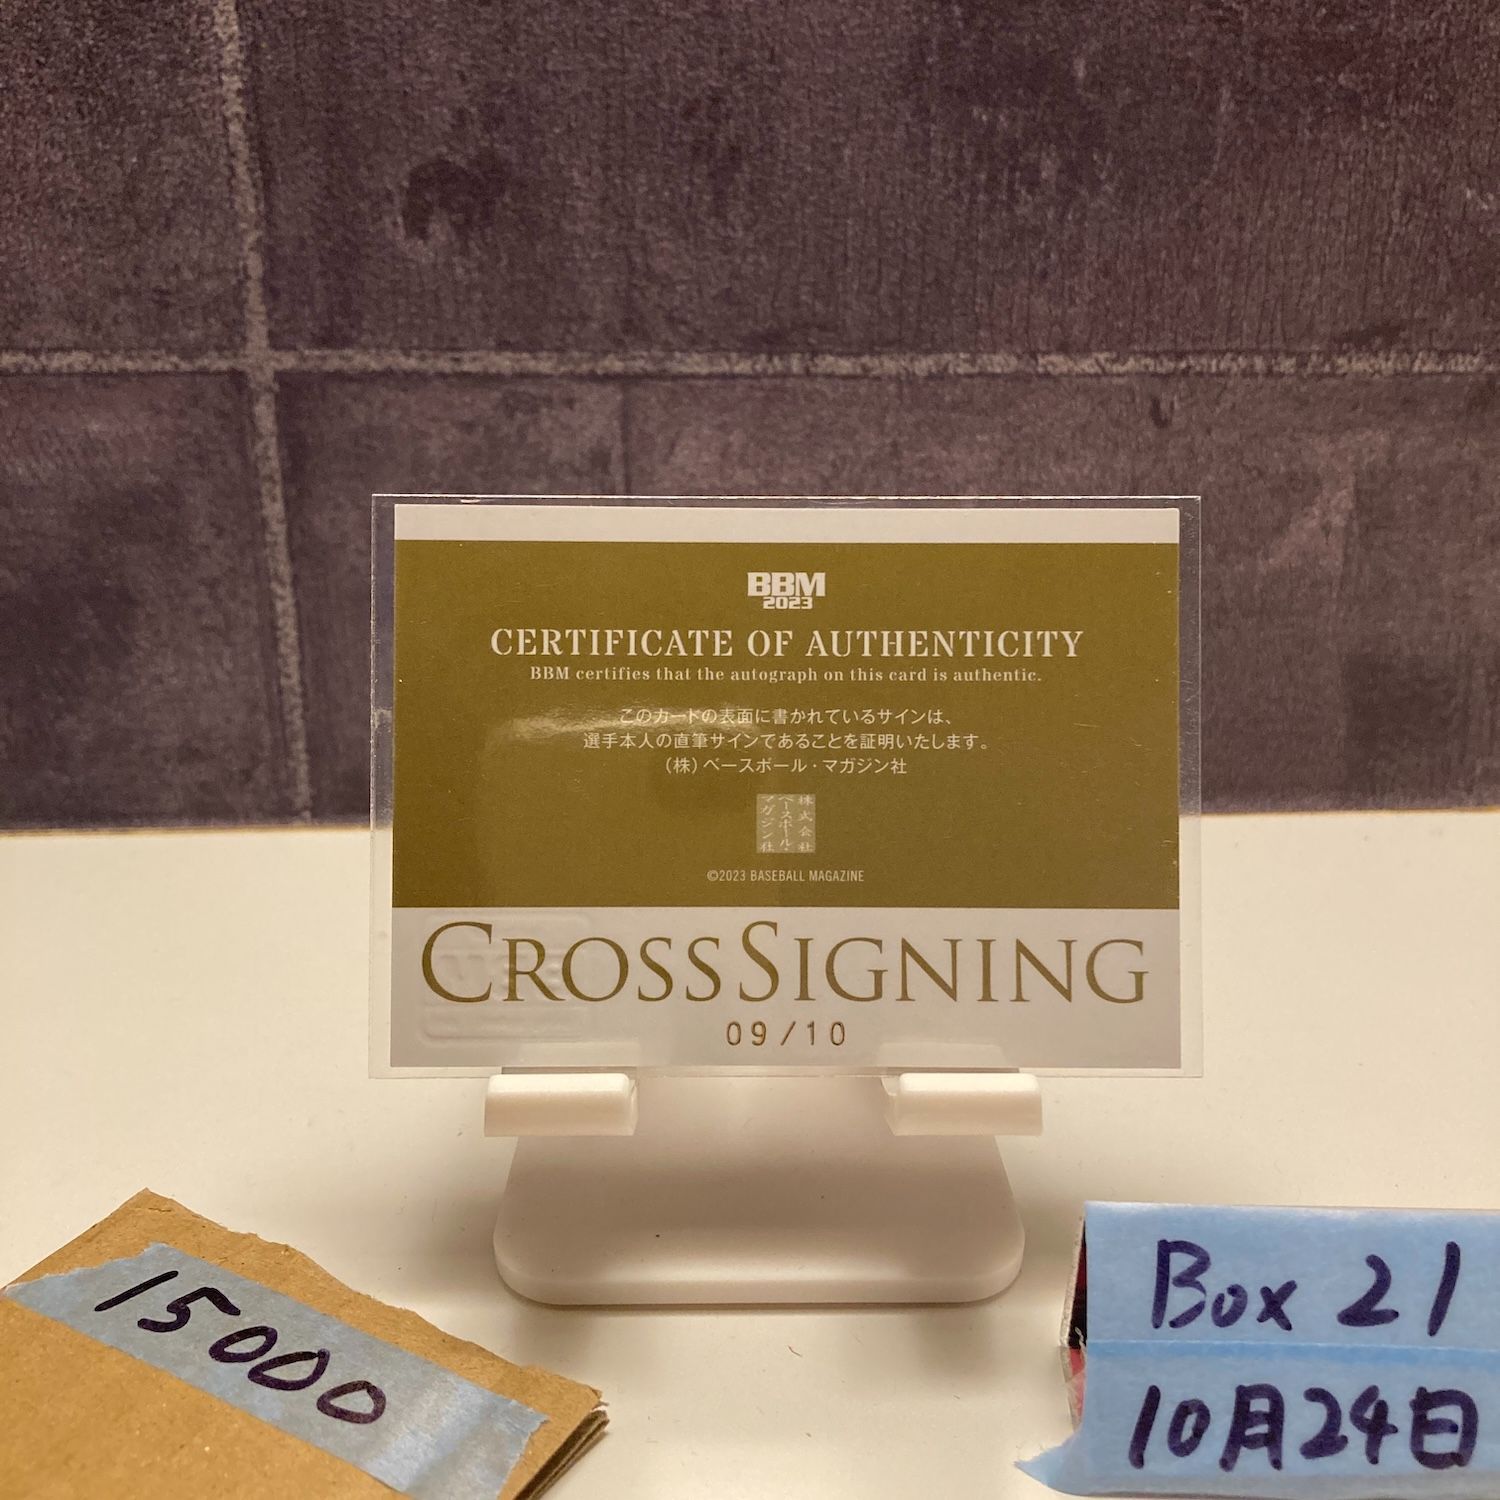 BBM
2023
CERTIFICATE OF AUTHENTICITY
BBM certifies that the autograph on this card is authentic.
このカードの表面に書かれているサインは、
選手本人の直筆サインであることを証明いたします。
（株）ベースボール・マガジン社
株式会社
ベースボール・
マガジン社
©2023 BASEBALL MAGAZINE
CROSSSIGNING
09/10
15000
Box 21
10月24日